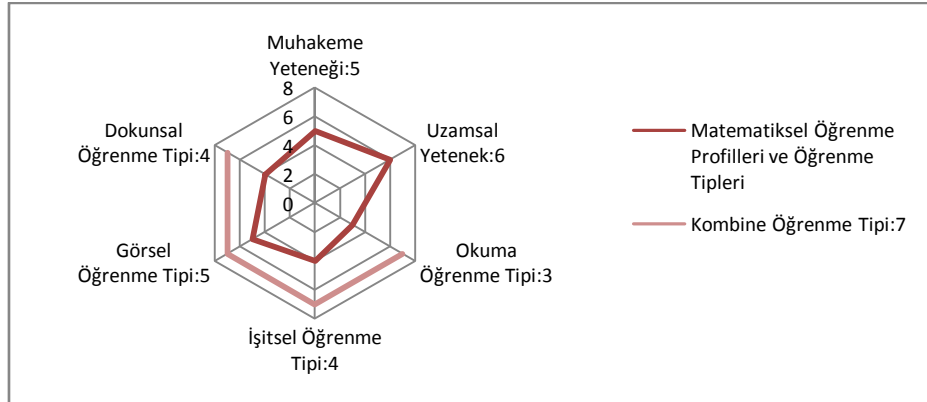 Muhakeme
Yeteneği:5
8
6
4
2
0
Uzamsal
Yetenek:6
Okuma
Öğrenme Tipi:3
İşitsel Öğrenme
Tipi:4
Görsel
Öğrenme Tipi:5
Dokunsal
Öğrenme Tipi:4
Matematiksel Öğrenme
Profilleri ve Öğrenme
Tipleri
Kombine Öğrenme Tipi:7